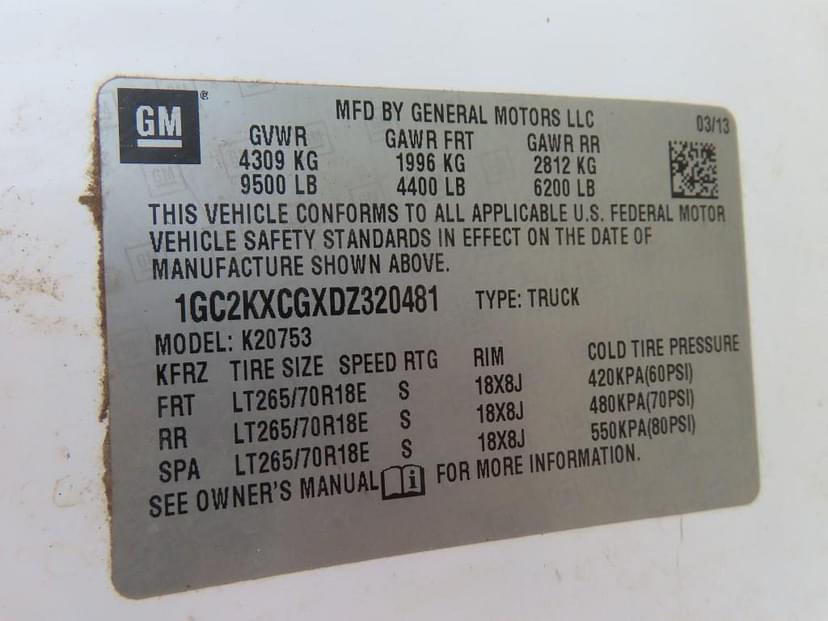 GM®
MFD BY GENERAL MOTORS LLC 03/13
GVWR GAWR FRT GAWR RR
4309 KG 1996 KG 2812 KG
9500 LB 4400 LB 6200 LB
THIS VEHICLE CONFORMS TO ALL APPLICABLE U.S. FEDERAL MOTOR
VEHICLE SAFETY STANDARDS IN EFFECT ON THE DATE OF
MANUFACTURE SHOWN ABOVE.
1GC2KXCGXDZ320481 TYPE: TRUCK
MODEL: K20753
KFRZ TIRE SIZE SPEED RTG RIM COLD TIRE PRESSURE
FRT LT265/70R18E S 18X8J 420KPA(60PSI)
RR LT265/70R18E S 18X8J 480KPA(70PSI)
SPA LT265/70R18E S 18X8J 550KPA(80PSI)
SEE OWNER'S MANUAL i FOR MORE INFORMATION.